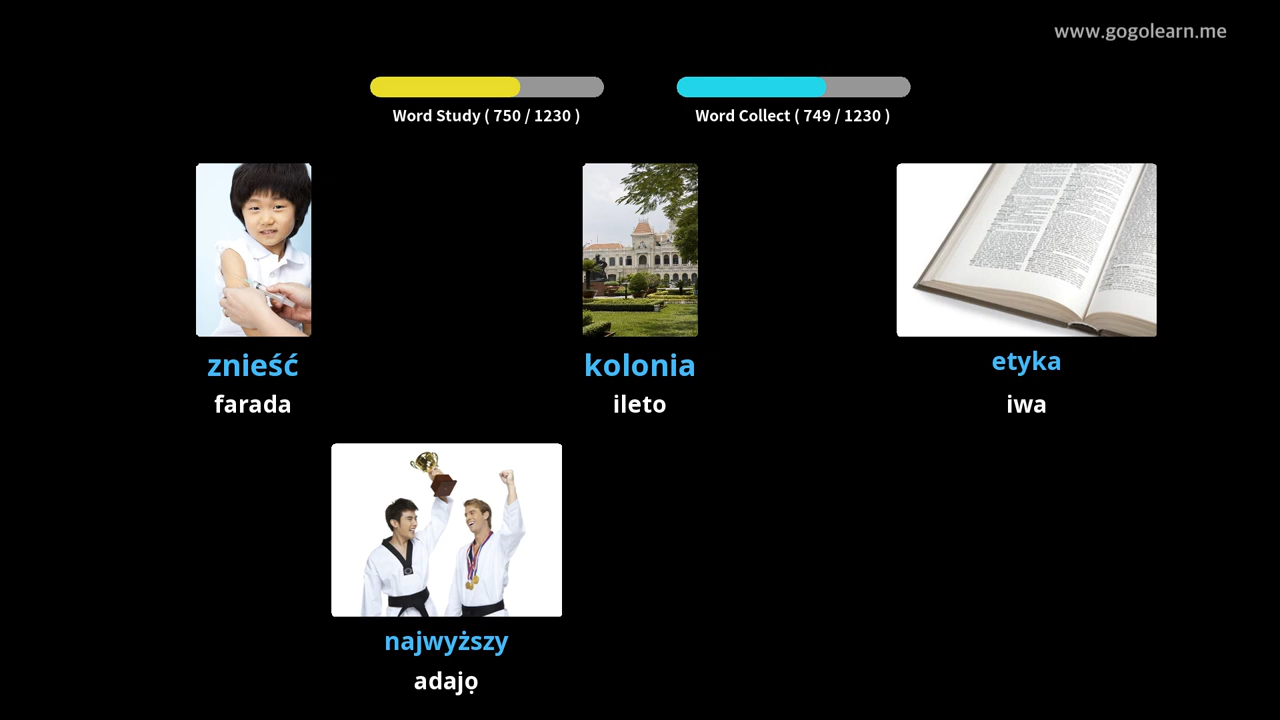 www.gogolearn.me
Word Study ( 750 / 1230 )
Word Collect ( 749 / 1230 )
znieść
farada
kolonia
ileto
etyka
iwa
najwyższy
adajọ